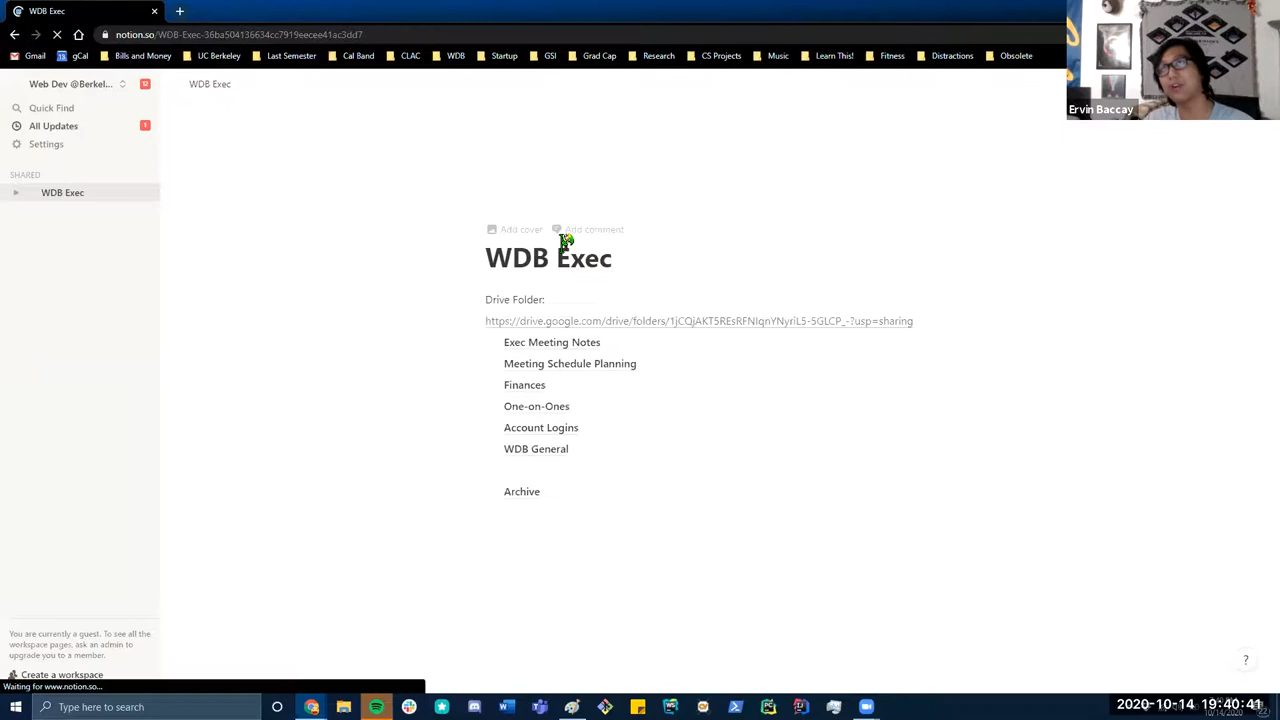 WDB Exec
notion.so/WDB-Exec-36ba504136634cc7919eecee41ac3dd7
Gmail gCal Bills and Money UC Berkeley Last Semester Cal Band CLAC WDB Startup GSI Grad Cap Research CS Projects Music Learn This! Fitness Distractions Obsolete
Ervin Baccay
Web Dev @Berkel... 12
WDB Exec
Quick Find
All Updates 1
Settings
SHARED
WDB Exec
Add cover Add comment
WDB Exec
Drive Folder:
https://drive.google.com/drive/folders/1jCQjAKT5REsRFNIqnYNyriL5-5GLCP_-?usp=sharing
Exec Meeting Notes
Meeting Schedule Planning
Finances
One-on-Ones
Account Logins
WDB General
Archive
You are currently a guest. To see all the
workspace pages, ask an admin to
upgrade you to a member.
Create a workspace
?
Waiting for www.notion.so...
Type here to search
2020-10-14 19:40:41
10/14/2020